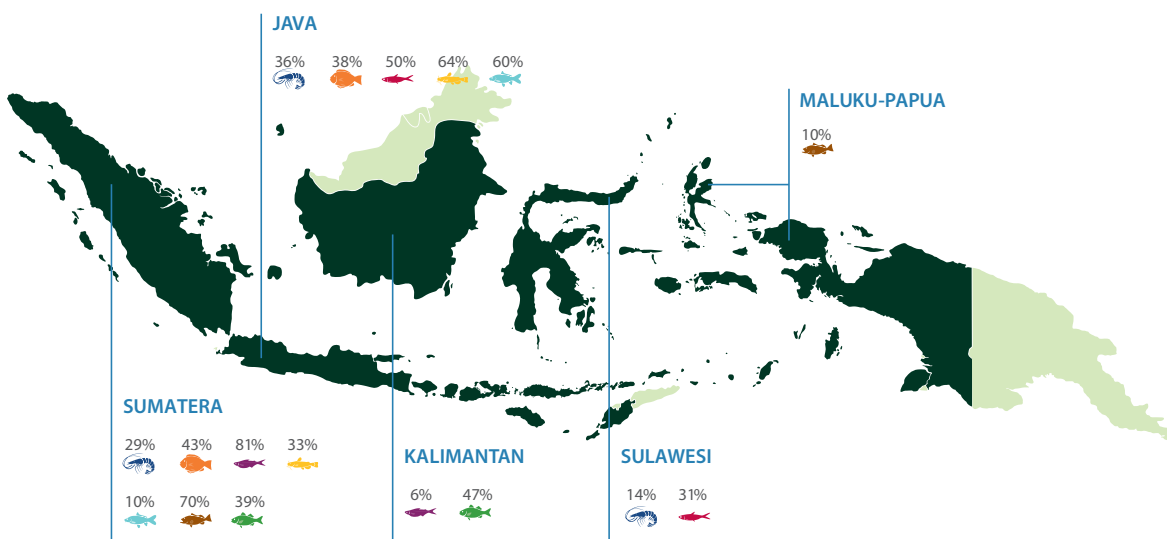 JAVA
36% 38% 50% 64% 60%
MALUKU-PAPUA
10%
SUMATERA
29% 43% 81% 33%
10% 70% 39%
KALIMANTAN
6% 47%
SULAWESI
14% 31%